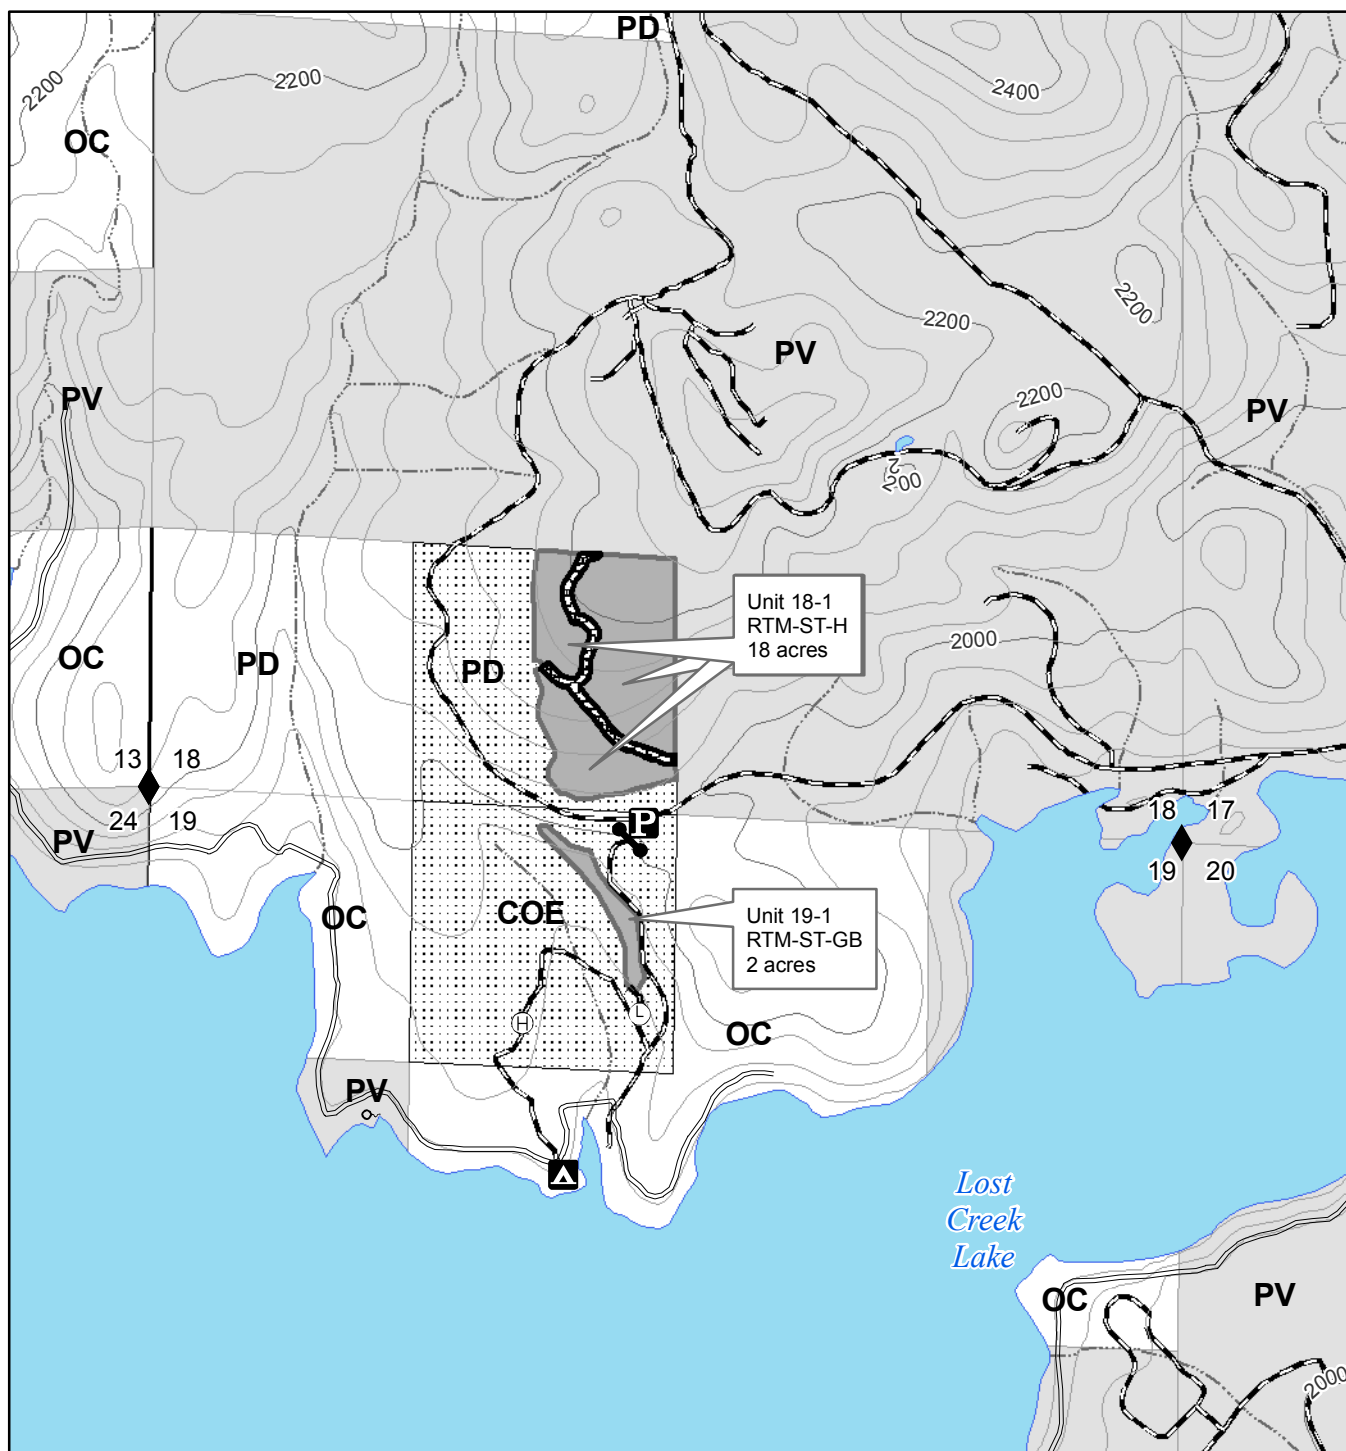 PD
2200
2200
2400
OC
2200
2200
PV
PV
2200
PV
2200
Unit 18-1
RTM-ST-H
18 acres
2000
OC
PD
PD
13 18
24 19
PV
P
18 17
19 20
OC
COE
Unit 19-1
RTM-ST-GB
2 acres
H
L
OC
PV
Lost
Creek
Lake
OC
PV
2000